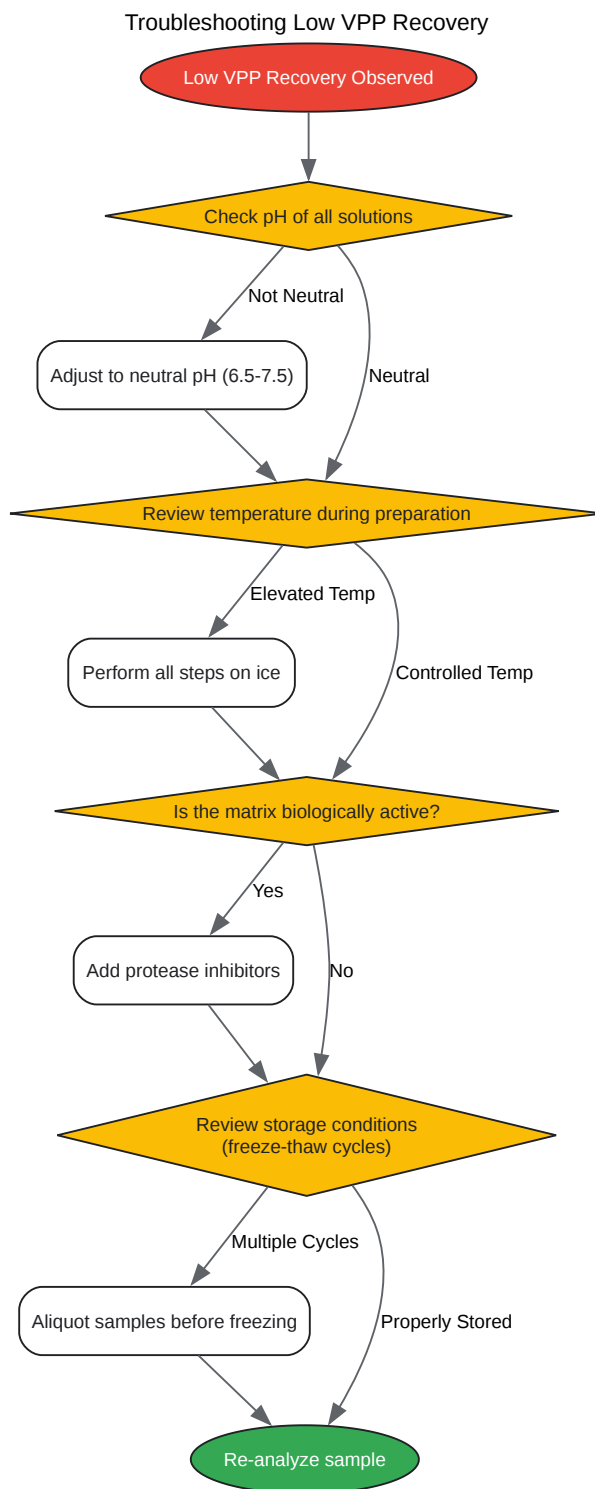 Troubleshooting Low VPP Recovery
Low VPP Recovery Observed
Check pH of all solutions
Not Neutral
Adjust to neutral pH (6.5-7.5)
Neutral
Review temperature during preparation
Elevated Temp
Perform all steps on ice
Controlled Temp
Is the matrix biologically active?
Yes
Add protease inhibitors
No
Review storage conditions
(freeze-thaw cycles)
Multiple Cycles
Aliquot samples before freezing
Properly Stored
Re-analyze sample